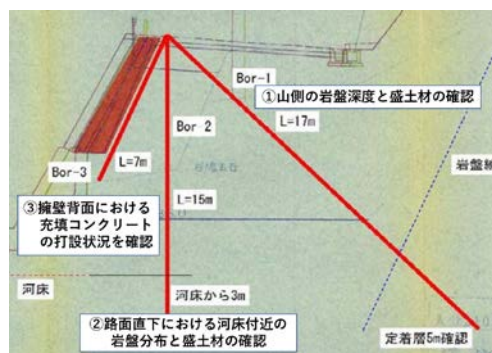 Bor-1
①山側の岩盤深度と盛土材の確認
L=17m
Bor 2
L=7m
Bor-3
L=15m
岩盤線
③擁壁背面における
充填コンクリート
の打設状況を確認
河床
河床から3m
②路面直下における河床付近の
岩盤分布と盛土材の確認
定着層5m確認